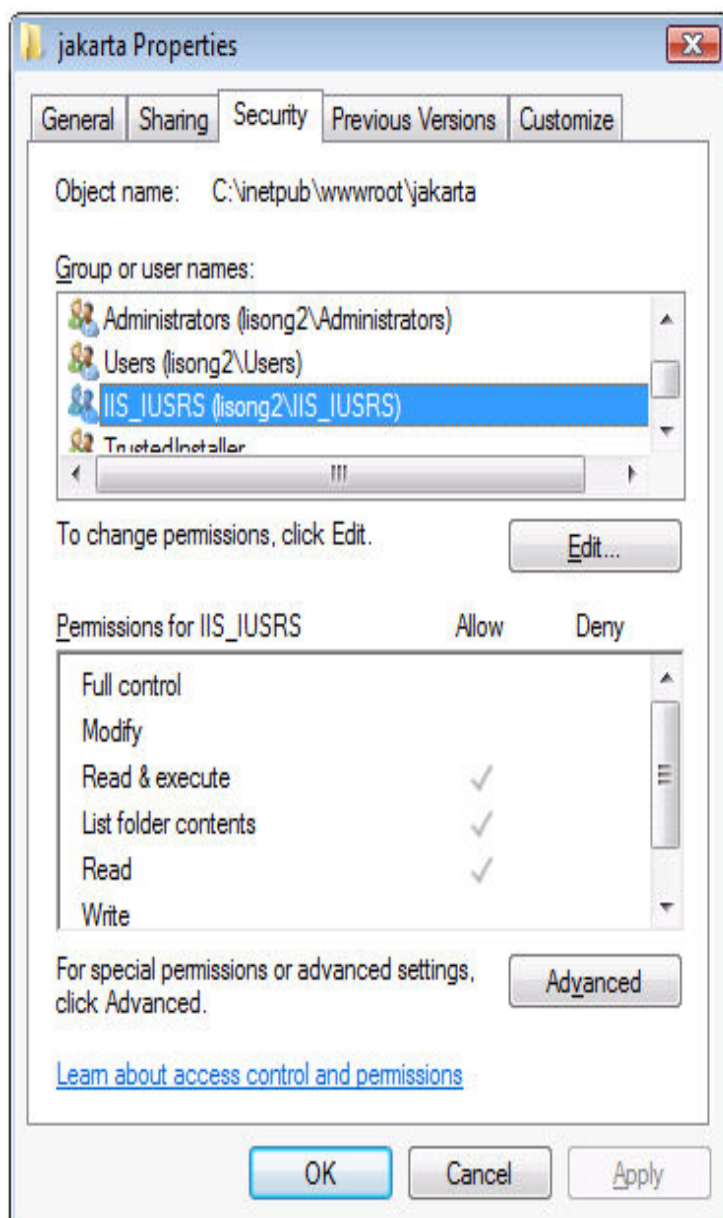 jakarta Properties
General Sharing Security Previous Versions Customize
Object name: C:\inetpub\wwwroot\jakarta
Group or user names:
Administrators (lisong2\Administrators)
Users (lisong2\Users)
IIS_IUSRS (lisong2\IIS_IUSRS)
TrustedInstaller
To change permissions, click Edit.
Edit...
Permissions for IIS_IUSRS Allow Deny
Full control
Modify
Read & execute
List folder contents
Read
Write
For special permissions or advanced settings,
click Advanced.
Advanced
Learn about access control and permissions
OK Cancel Apply